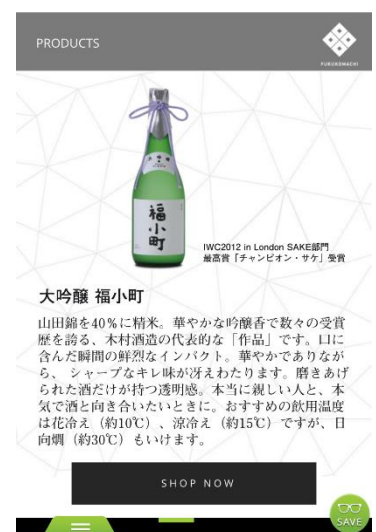 PRODUCTS
FUKUKOMACHI
福小町
IWC2012 in London SAKE部門
最高賞「チャンピオン・サケ」受賞
大吟醸 福小町
山田錦を40％に精米。華やかな吟醸香で数々の受賞
歴を誇る、木村酒造の代表的な「作品」です。口に
含んだ瞬間の鮮烈なインパクト。華やかでありなが
ら、シャープなキレ味が冴えわたります。磨きあげ
られた酒だけが持つ透明感。本当に親しい人と、本
気で酒と向き合いたいときに。おすすめの飲用温度
は花冷え（約10℃）、涼冷え（約15℃）ですが、日
向燗（約30℃）もいけます。
SHOP NOW
SAVE